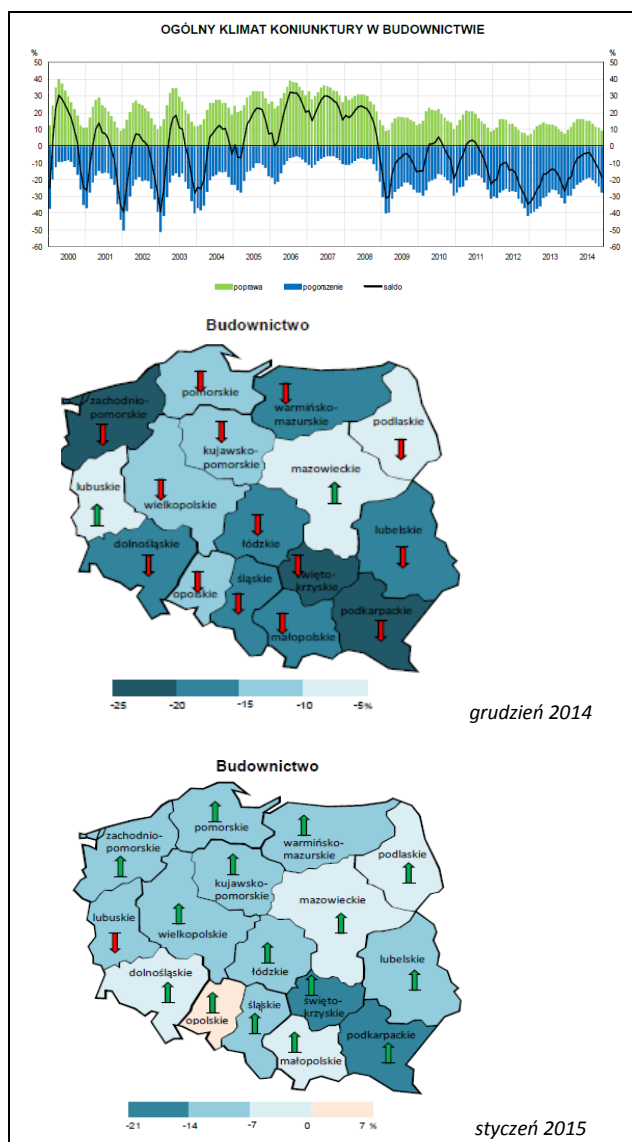 OGÓLNY KLIMAT KONIUNKTURY W BUDOWNICTWIE
% %
50 50
40 40
30 30
20 20
10 10
0 0
-10 -10
-20 -20
-30 -30
-40 -40
-50 -50
-60 -60
2000 2001 2002 2003 2004 2005 2006 2007 2008 2009 2010 2011 2012 2013 2014
poprawa pogorszenie saldo
Budownictwo
pomorskie
zachodnio-
pomorskie
warmińsko-
mazurskie
podlaskie
kujawsko-
pomorskie
mazowieckie
lubuskie
wielkopolskie
lubelskie
dolnośląskie
łódzkie
święto-
krzyskie
śląskie
opolskie
podkarpackie
małopolskie
-25 -20 -15 -10 -5%
grudzień 2014
Budownictwo
pomorskie
zachodnio-
pomorskie
warmińsko-
mazurskie
podlaskie
kujawsko-
pomorskie
mazowieckie
lubuskie
wielkopolskie
lubelskie
dolnośląskie
łódzkie
święto-
krzyskie
śląskie
opolskie
podkarpackie
małopolskie
-21 -14 -7 0 7 %
styczeń 2015